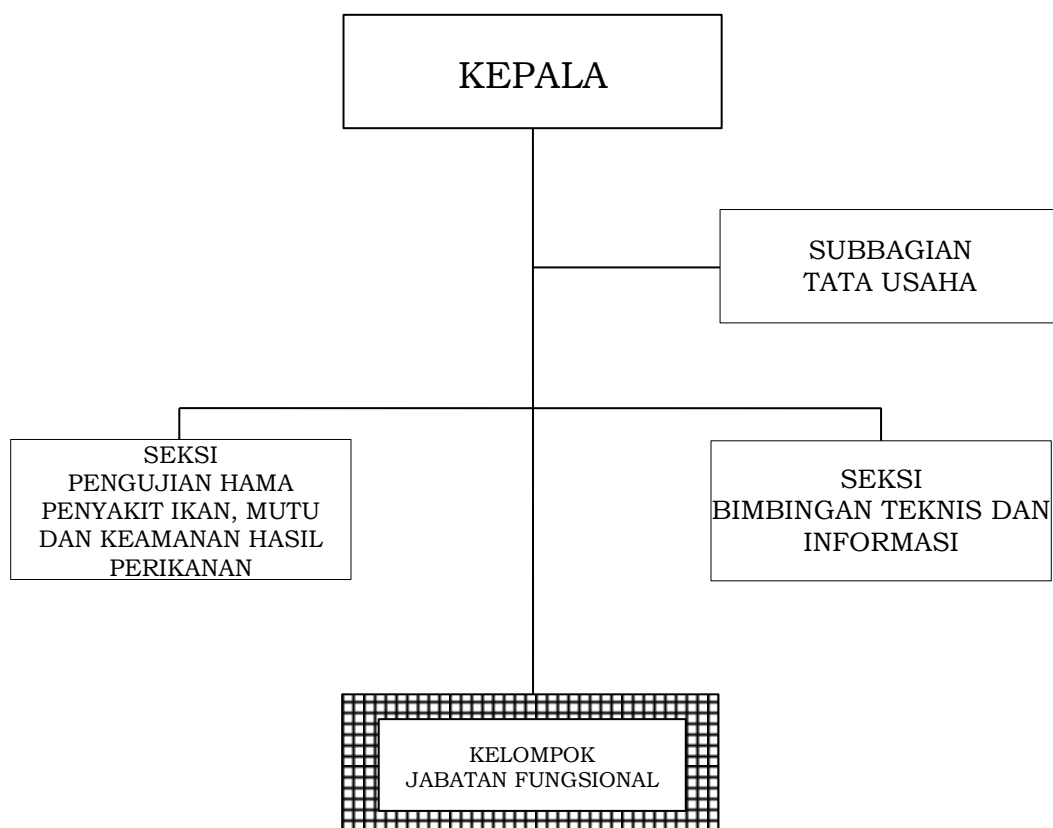 KEPALA
SUBBAGIAN
TATA USAHA
SEKSI
PENGUJIAN HAMA
PENYAKIT IKAN, MUTU
DAN KEAMANAN HASIL
PERIKANAN
SEKSI
BIMBINGAN TEKNIS DAN
INFORMASI
KELOMPOK
JABATAN FUNGSIONAL